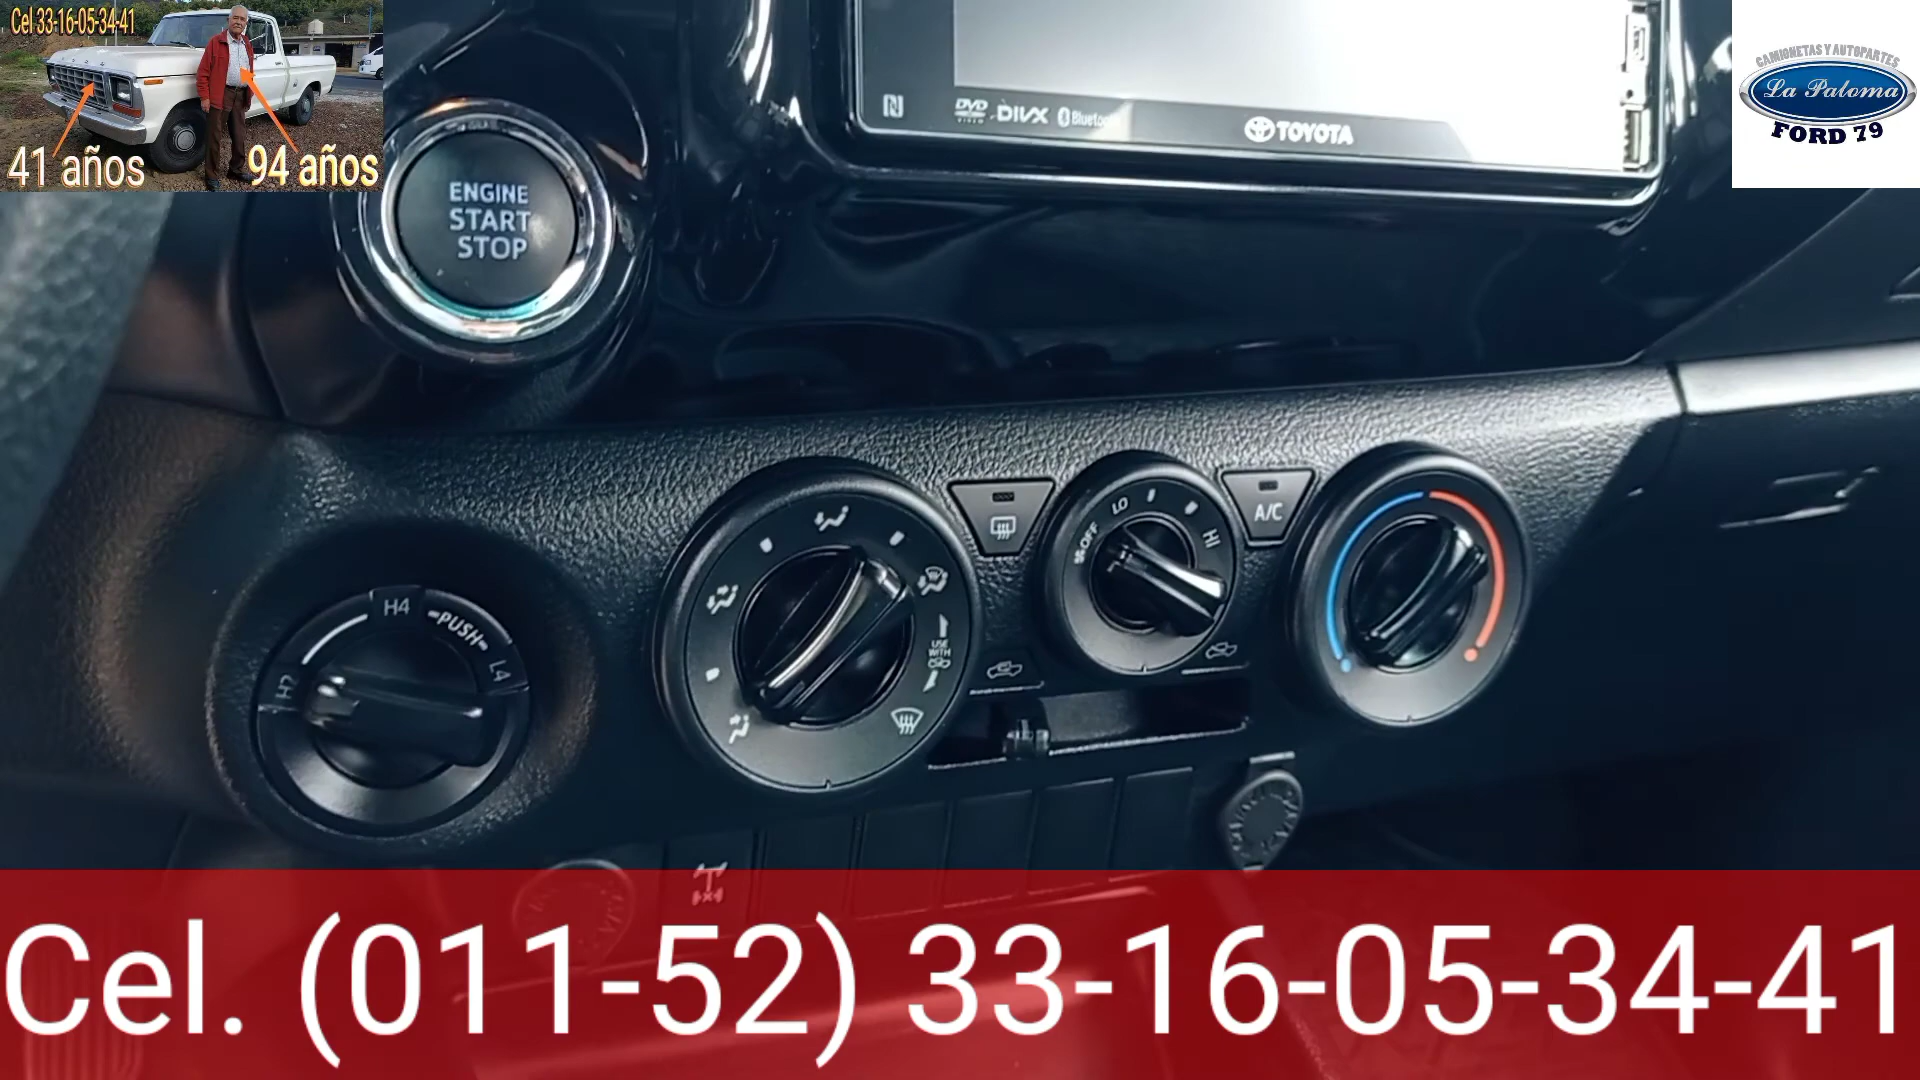 Cel 33-16-05-34-41
41 años
94 años
CAMIONETAS Y AUTOPARTES
La Paloma
FORD 79
DVD
VIDEO
DIVX
Bluetooth
TOYOTA
ENGINE
START
STOP
H2
H4
PUSH
L4
USE
WITH
OFF
LO
HI
A/C
4x4
Cel. (011-52) 33-16-05-34-41